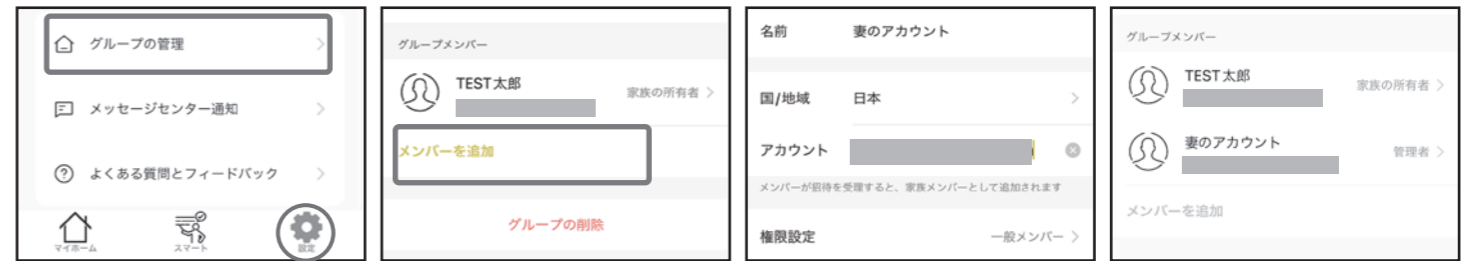 グループの管理
メッセージセンター通知
よくある質問とフィードバック
マイホーム
スマート
設定
グループメンバー
TEST太郎
家族の所有者
メンバーを追加
グループの削除
名前 妻のアカウント
国/地域 日本
アカウント
メンバーが招待を受理すると、家族メンバーとして追加されます
権限設定 一般メンバー
グループメンバー
TEST太郎
家族の所有者
妻のアカウント
管理者
メンバーを追加